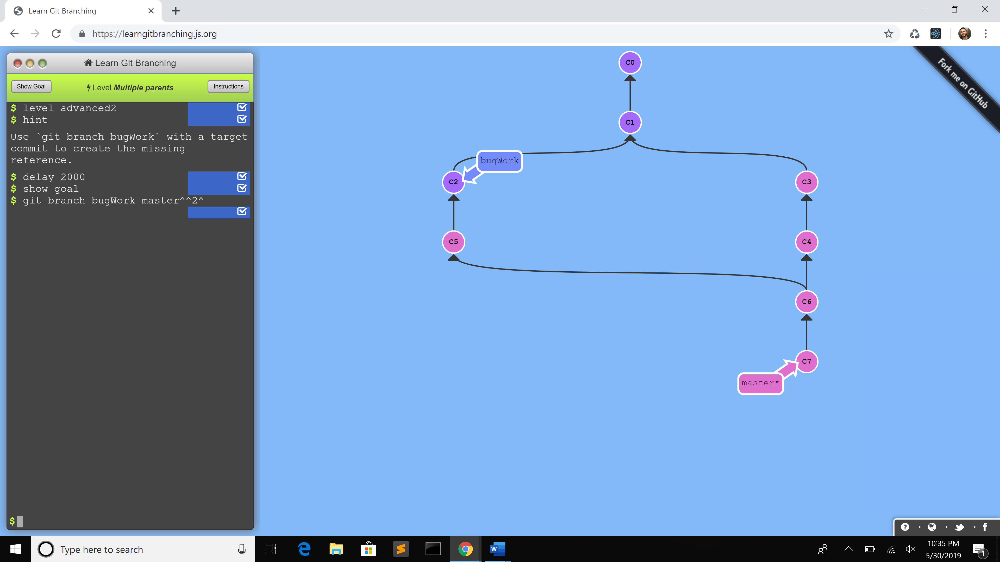 Learn Git Branching
https://learngitbranching.js.org
Learn Git Branching
Show Goal
Level Multiple parents
Instructions
$ level advanced2
$ hint
Use `git branch bugWork` with a target
commit to create the missing
reference.
$ delay 2000
$ show goal
$ git branch bugWork master^^2^
$
C0
C1
bugWork
C2
C3
C5
C4
C6
C7
master*
Fork me on GitHub
Type here to search
10:35 PM
5/30/2019
1